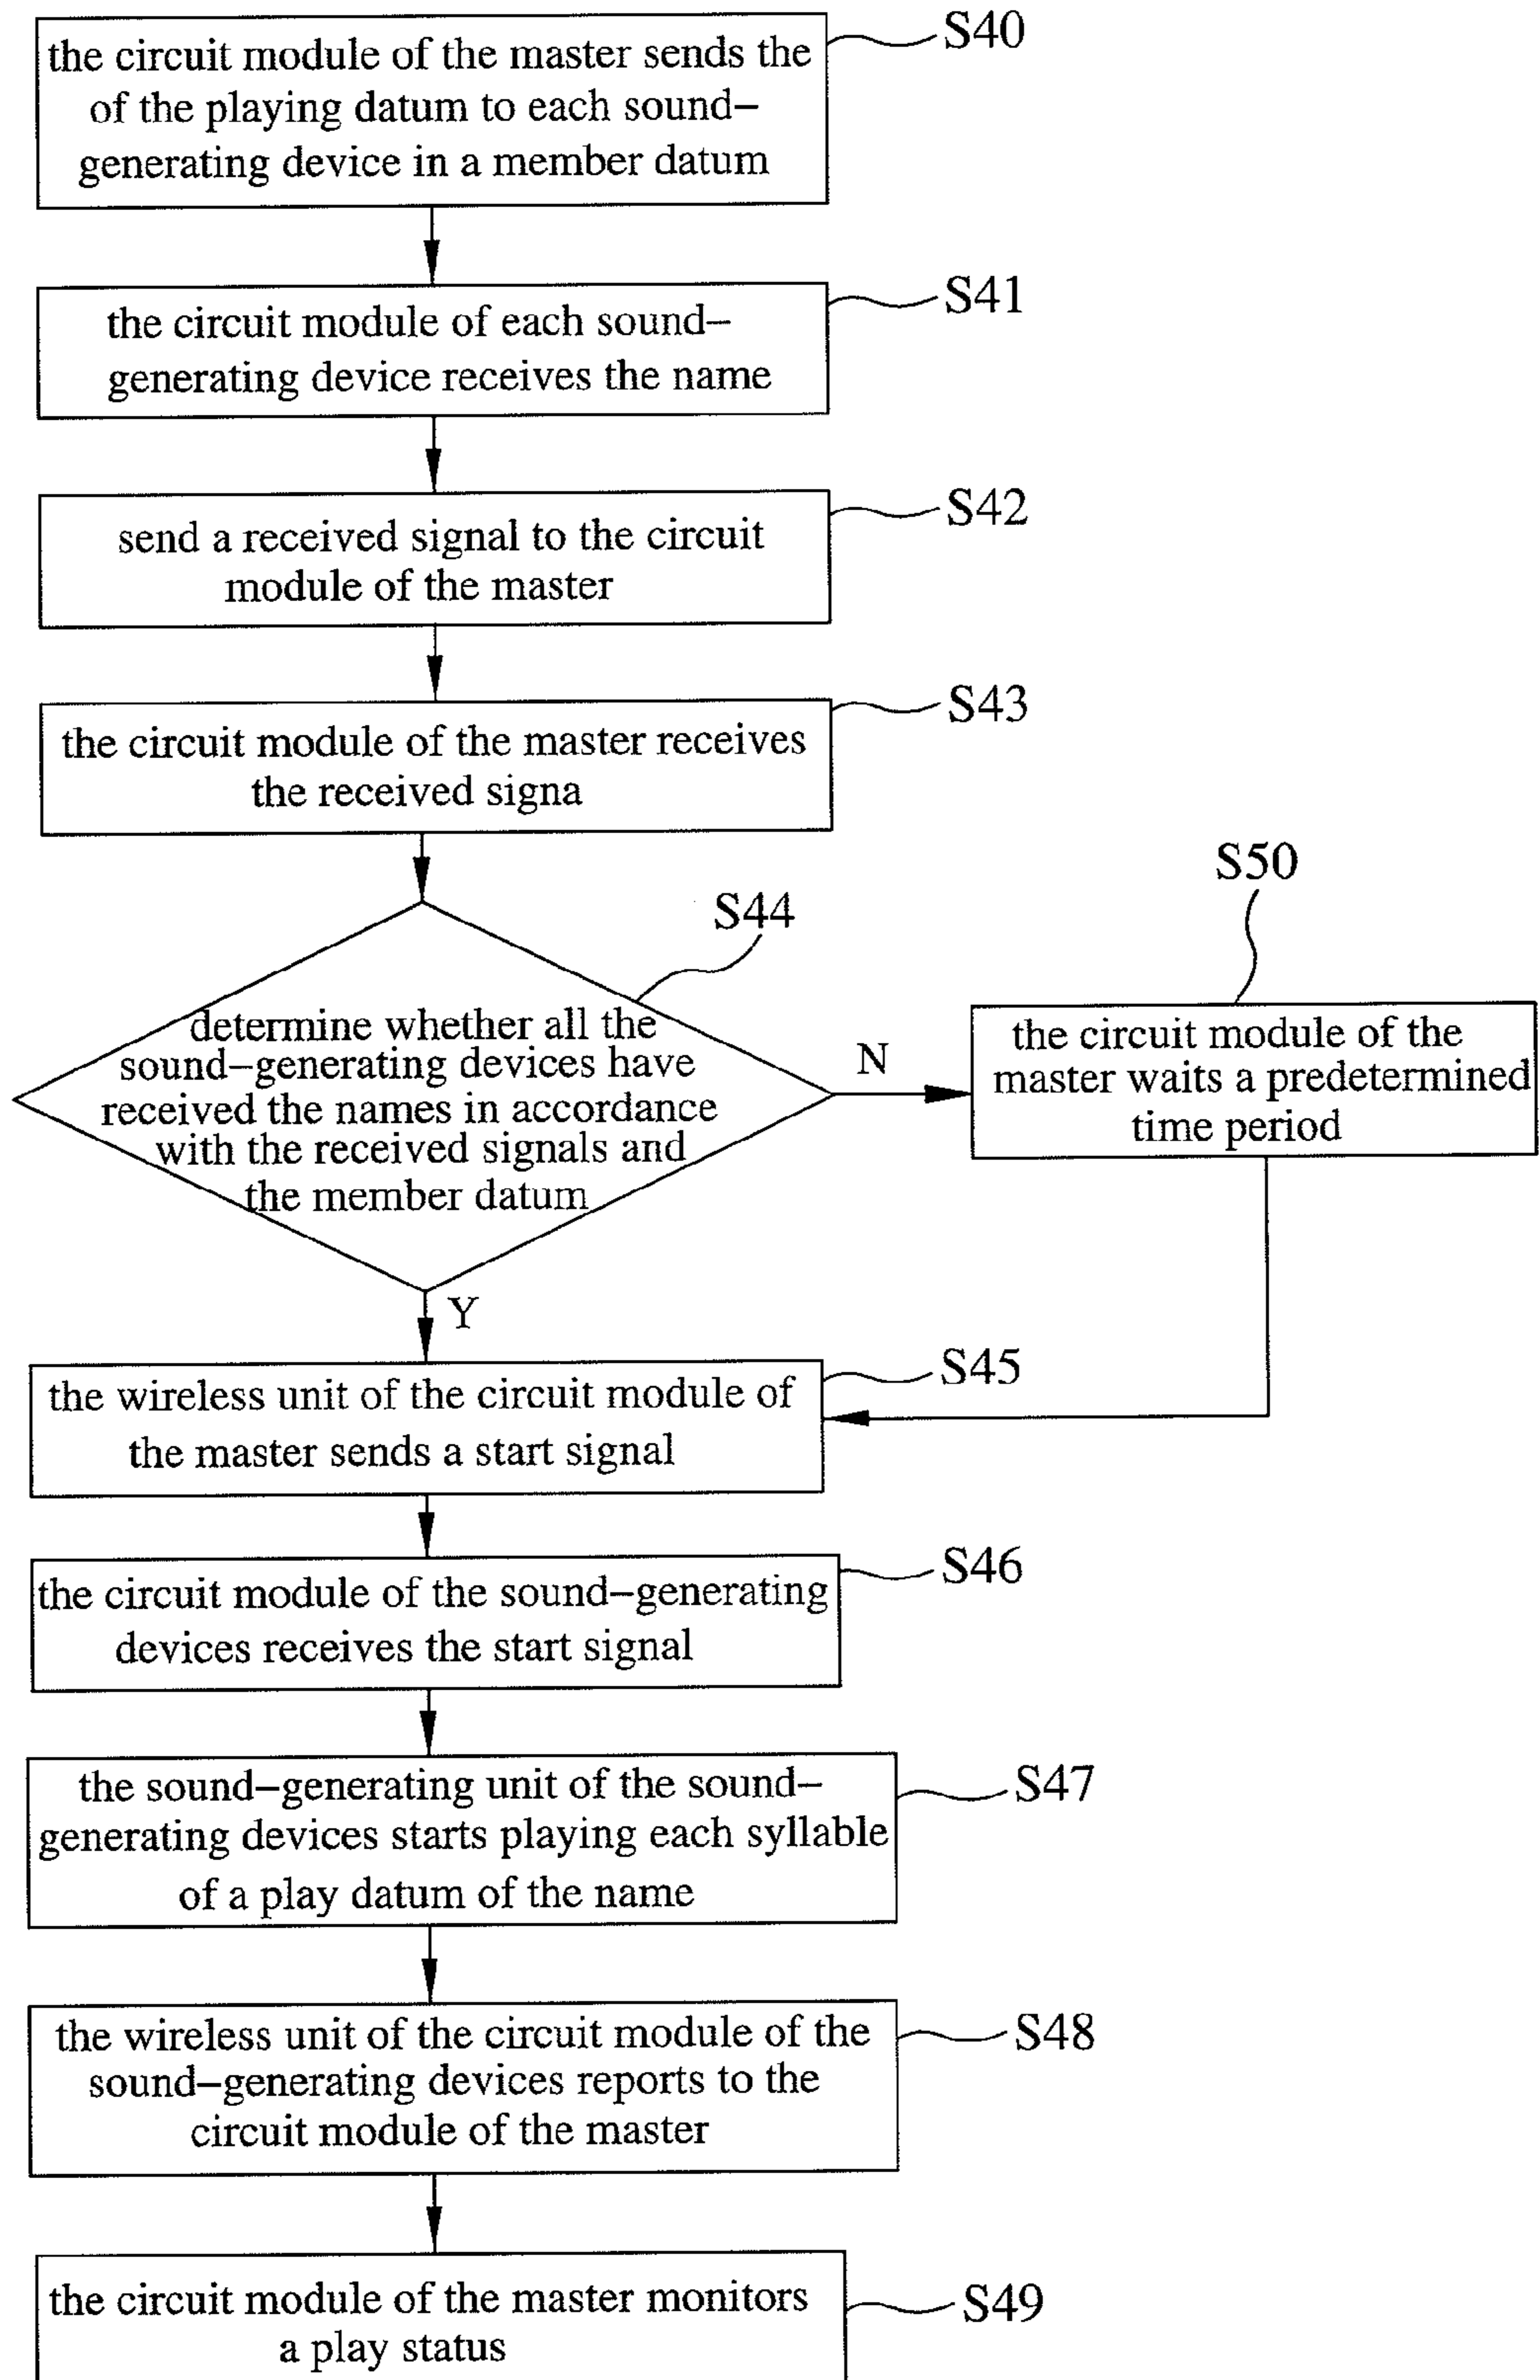 the circuit module of the master sends the
of the playing datum to each sound–
generating device in a member datum
S40
the circuit module of each sound–
generating device receives the name
S41
send a received signal to the circuit
module of the master
S42
the circuit module of the master receives
the received signa
S43
determine whether all the
sound–generating devices have
received the names in accordance
with the received signals and
the member datum
S44
N
the circuit module of the
master waits a predetermined
time period
S50
Y
the wireless unit of the circuit module of
the master sends a start signal
S45
the circuit module of the sound–generating
devices receives the start signal
S46
the sound–generating unit of the sound–
generating devices starts playing each syllable
of a play datum of the name
S47
the wireless unit of the circuit module of the
sound–generating devices reports to the
circuit module of the master
S48
the circuit module of the master monitors
a play status
S49